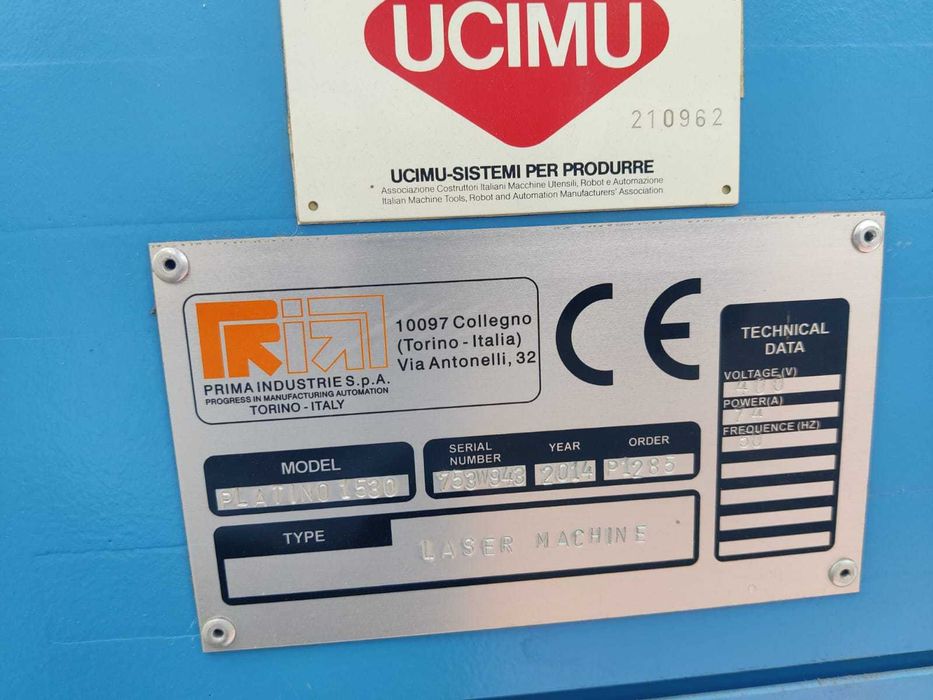 UCIMU
210962
UCIMU-SISTEMI PER PRODURRE
Associazione Costruttori Italiani Macchine Utensili, Robot e Automazione
Italian Machine Tools, Robot and Automation Manufacturers' Association
PRIMA INDUSTRIE S.p.A.
PROGRESS IN MANUFACTURING AUTOMATION
TORINO - ITALY
10097 Collegno
(Torino - Italia)
Via Antonelli, 32
CE
TECHNICAL
DATA
VOLTAGE (V)
400
POWER(A)
74
FREQUENCE (HZ)
50
MODEL
PLATINO 1530
SERIAL
NUMBER
753W943
YEAR
2014
ORDER
P1285
TYPE
LASER MACHINE